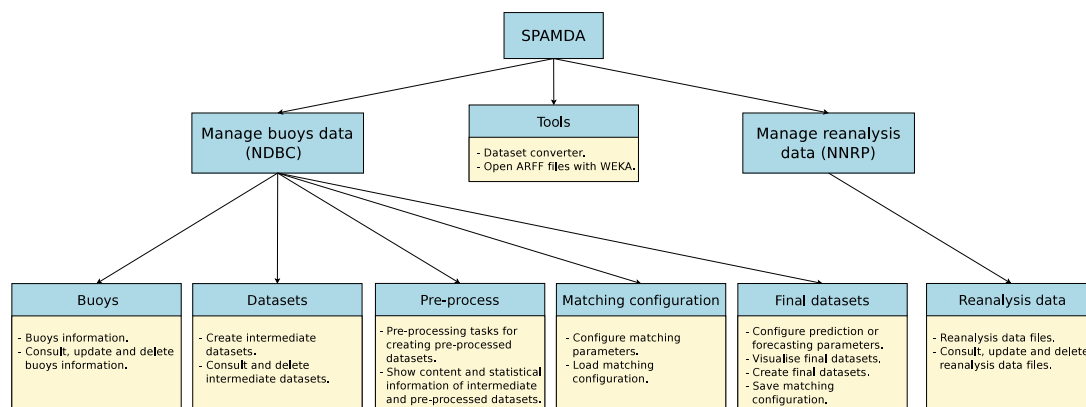 SPAMDA
Manage buoys data
(NDBC)
Tools
- Dataset converter.
- Open ARFF files with WEKA.
Manage reanalysis
data (NNRP)
Buoys
- Buoys information.
- Consult, update and delete
buoys information.
Datasets
- Create intermediate
datasets.
- Consult and delete
intermediate datasets.
Pre-process
- Pre-processing tasks for
creating pre-processed
datasets.
- Show content and statistical
information of intermediate
and pre-processed datasets.
Matching configuration
- Configure matching
parameters.
- Load matching
configuration.
Final datasets
- Configure prediction or
forecasting parameters.
- Visualise final datasets.
- Create final datasets.
- Save matching
configuration.
Reanalysis data
- Reanalysis data files.
- Consult, update and delete
reanalysis data files.